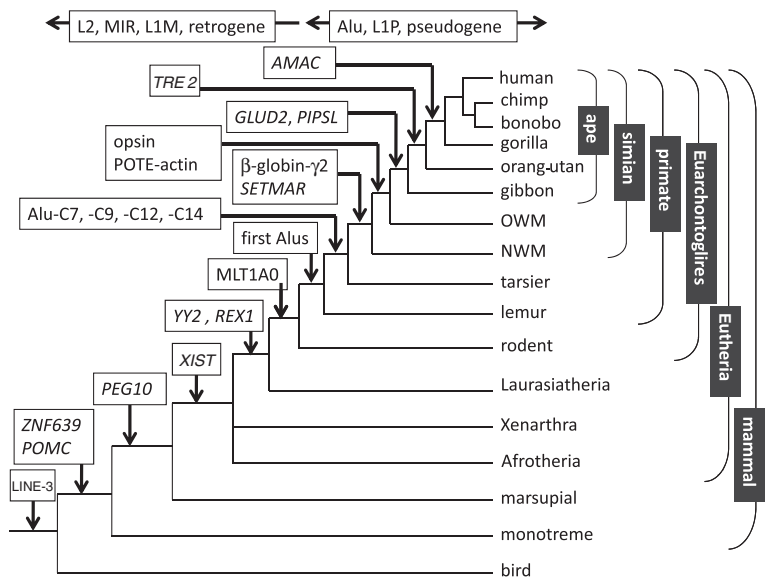 L2, MIR, L1M, retrogene
Alu, L1P, pseudogene
AMAC
TRE 2
GLUD2, PIPSL
opsin
POTE-actin
β-globin-γ2
SETMAR
Alu-C7, -C9, -C12, -C14
first Alus
MLT1A0
YY2 , REX1
XIST
PEG10
ZNF639
POMC
LINE-3
human
chimp
bonobo
gorilla
orang-utan
gibbon
OWM
NWM
tarsier
lemur
rodent
Laurasiatheria
Xenarthra
Afrotheria
marsupial
monotreme
bird
ape
simian
primate
Euarchontoglires
Eutheria
mammal